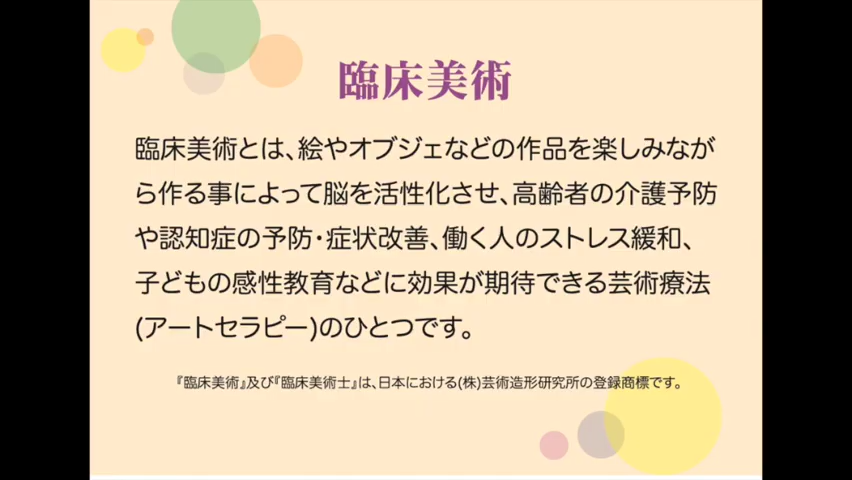 臨床美術
臨床美術とは、絵やオブジェなどの作品を楽しみなが
ら作る事によって脳を活性化させ、高齢者の介護予防
や認知症の予防・症状改善、働く人のストレス緩和、
子どもの感性教育などに効果が期待できる芸術療法
(アートセラピー)のひとつです。
『臨床美術』及び『臨床美術士』は、日本における(株)芸術造形研究所の登録商標です。